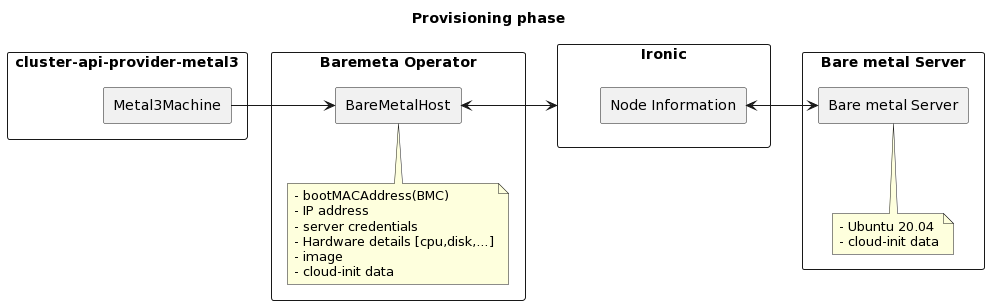 Provisioning phase
cluster-api-provider-metal3
Metal3Machine
Baremeta Operator
BareMetalHost
- bootMACAddress(BMC)
- IP address
- server credentials
- Hardware details [cpu,disk,...]
- image
- cloud-init data
Ironic
Node Information
Bare metal Server
Bare metal Server
- Ubuntu 20.04
- cloud-init data